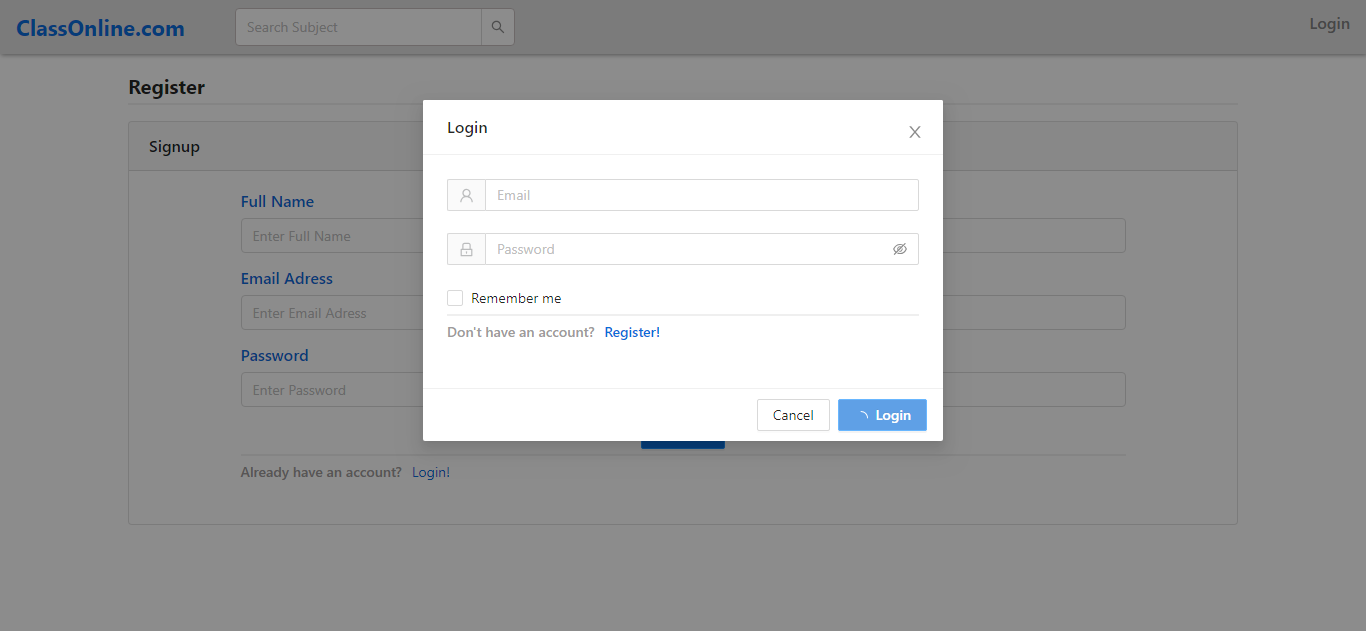 ClassOnline.com
Search Subject
Login
Register
Signup
Full Name
Enter Full Name
Email Adress
Enter Email Adress
Password
Enter Password
Already have an account? Login!
Login
Email
Password
Remember me
Don't have an account? Register!
Cancel
Login